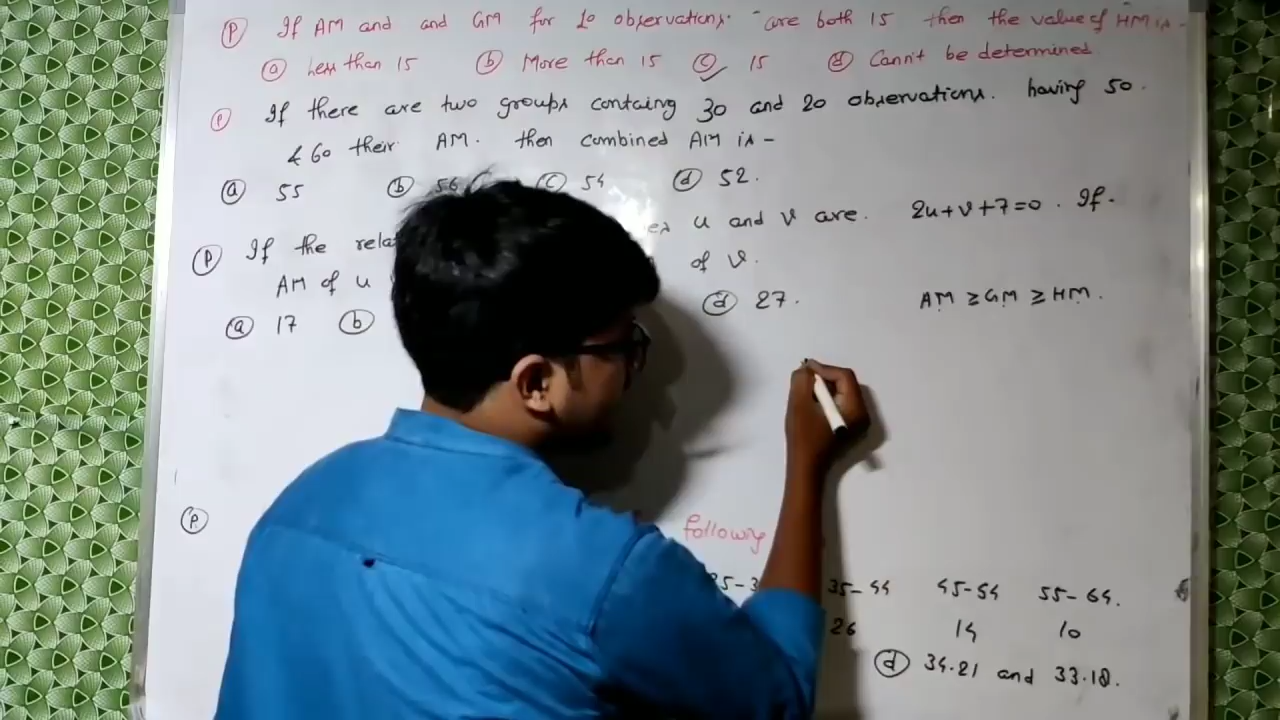 P If AM and and GM for 10 observations are both 15 then the value of HM is -
a Less than 15 b More than 15 c 15 d Cann't be determined
P If there are two groups containg 30 and 20 observations. having 50
& 60 their AM. then combined AM is -
a 55 b 56 c 54 d 52.
P If the rela es u and v are. 2u+v+7=0. If
AM of u of v.
a 17 b d 27. AM ≥ GM ≥ HM.
P following
35-44 45-54 55-64.
26 14 10
d 34.21 and 33.18.